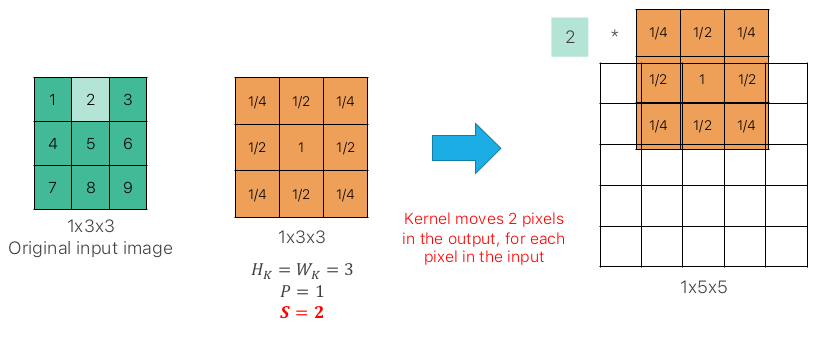 1 2 3
4 5 6
7 8 9
1x3x3
Original input image
1/4 1/2 1/4
1/2 1 1/2
1/4 1/2 1/4
1x3x3
H_K = W_K = 3
P = 1
S = 2
Kernel moves 2 pixels
in the output, for each
pixel in the input
2 * 1/4 1/2 1/4
1/2 1 1/2
1/4 1/2 1/4
1x5x5